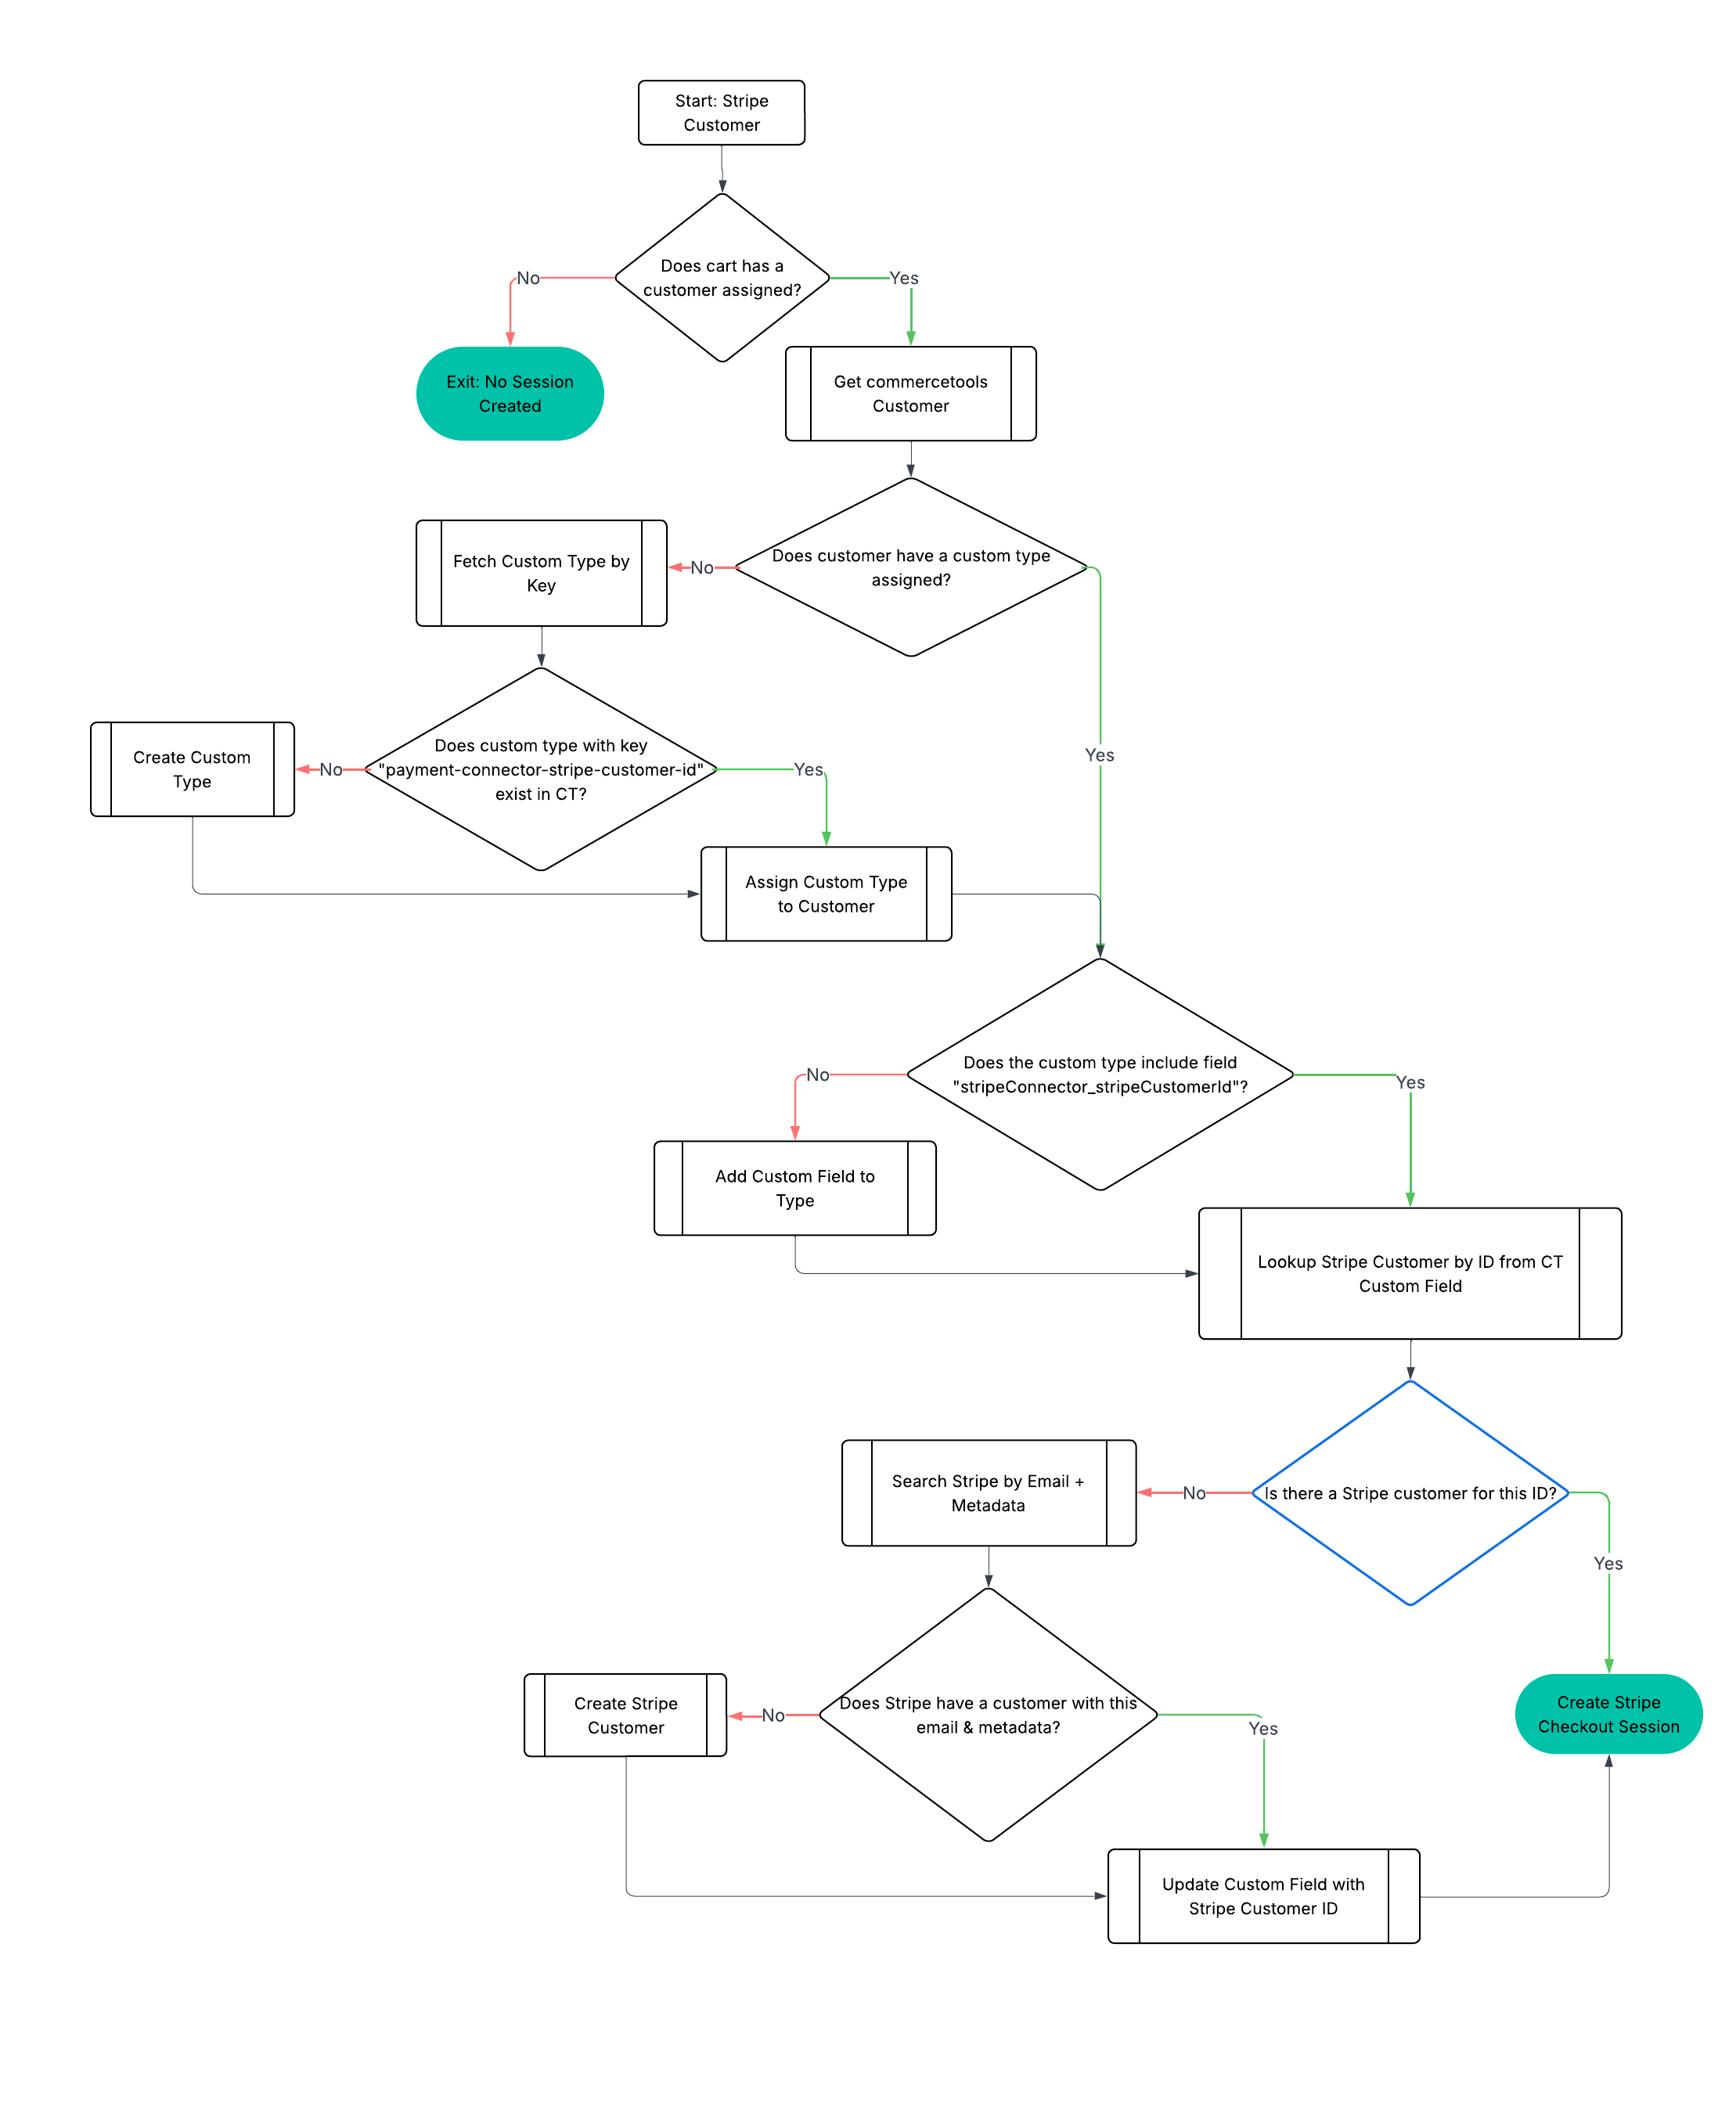 Start: Stripe
Customer
Does cart has a
customer assigned?
No
Yes
Exit: No Session
Created
Get commercetools
Customer
Does customer have a custom type
assigned?
No
Yes
Fetch Custom Type by
Key
Does custom type with key
"payment-connector-stripe-customer-id"
exist in CT?
No
Yes
Create Custom
Type
Assign Custom Type
to Customer
Does the custom type include field
"stripeConnector_stripeCustomerId"?
No
Yes
Add Custom Field to
Type
Lookup Stripe Customer by ID from CT
Custom Field
Is there a Stripe customer for this ID?
No
Yes
Search Stripe by Email +
Metadata
Does Stripe have a customer with this
email & metadata?
No
Yes
Create Stripe
Customer
Create Stripe
Checkout Session
Update Custom Field with
Stripe Customer ID